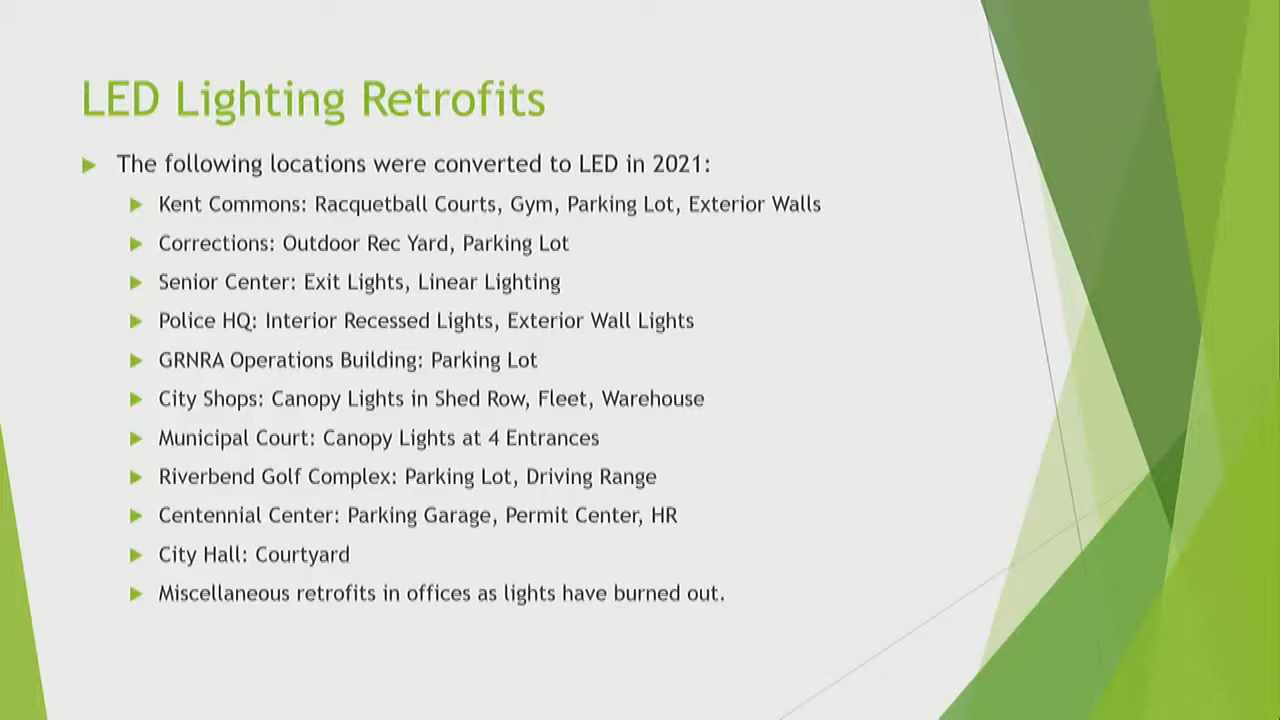 LED Lighting Retrofits
The following locations were converted to LED in 2021:
Kent Commons: Racquetball Courts, Gym, Parking Lot, Exterior Walls
Corrections: Outdoor Rec Yard, Parking Lot
Senior Center: Exit Lights, Linear Lighting
Police HQ: Interior Recessed Lights, Exterior Wall Lights
GRNRA Operations Building: Parking Lot
City Shops: Canopy Lights in Shed Row, Fleet, Warehouse
Municipal Court: Canopy Lights at 4 Entrances
Riverbend Golf Complex: Parking Lot, Driving Range
Centennial Center: Parking Garage, Permit Center, HR
City Hall: Courtyard
Miscellaneous retrofits in offices as lights have burned out.